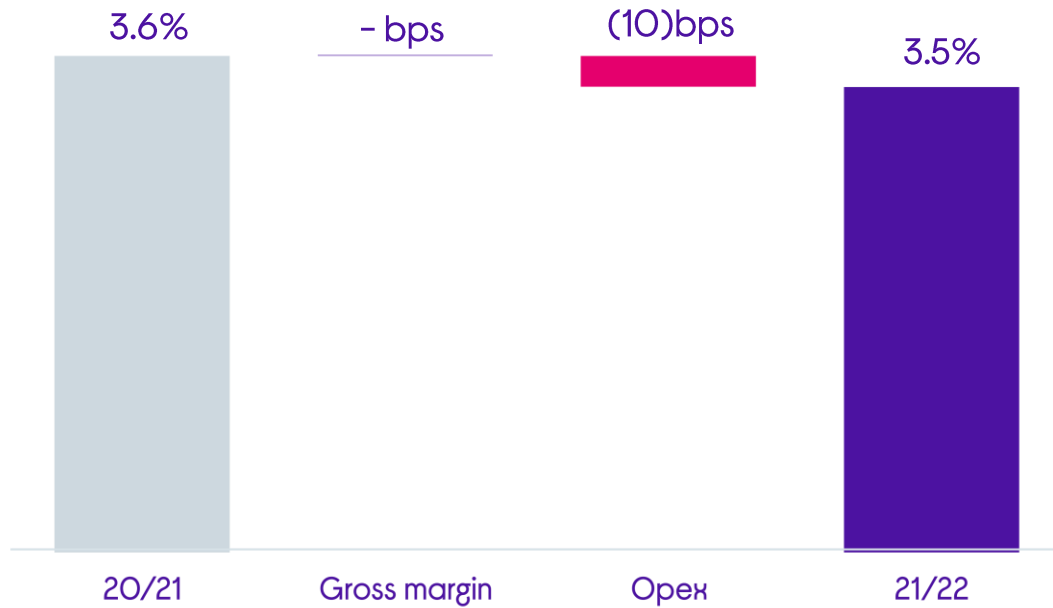 3.6%
– bps
(10)bps
3.5%
20/21
Gross margin
Opex
21/22